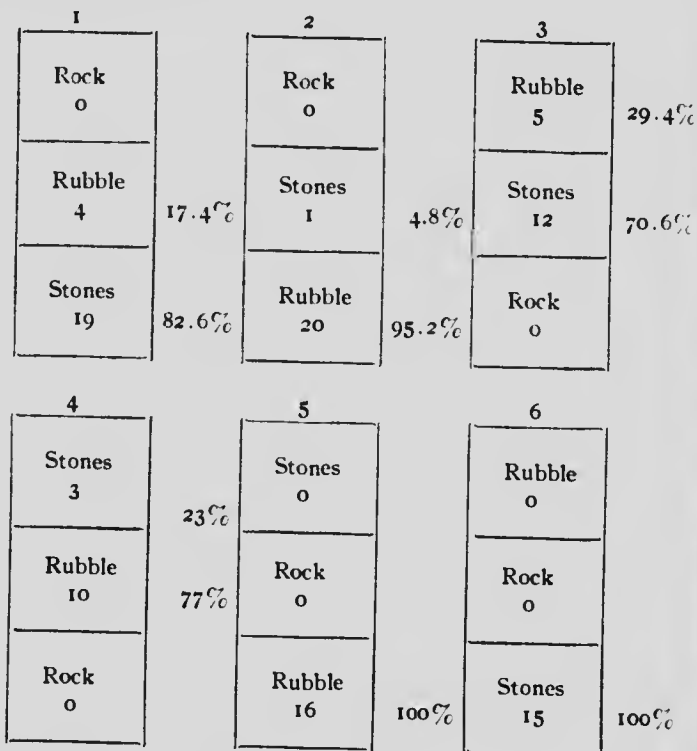 1
Rock
0
Rubble
4
17.4%
Stones
19
82.6%
2
Rock
0
Stones
1
4.8%
Rubble
20
95.2%
3
Rubble
5
29.4%
Stones
12
70.6%
Rock
0
4
Stones
3
23%
Rubble
10
77%
Rock
0
5
Stones
0
Rock
0
Rubble
16
100%
6
Rubble
0
Rock
0
Stones
15
100%